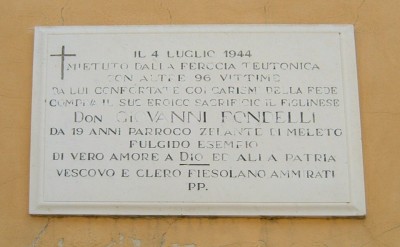 IL 4 LUGLIO 1944
MIETUTO DALLA FEROCIA TEUTONICA
CON ALTRE 96 VITTIME
DA LUI CONFORTATE COI CARISMI DELLA FEDE
COMPIVA IL SUO EROICO SACRIFICIO IL FIGLINESE
DON GIOVANNI FONDELLI
DA 19 ANNI PARROCO ZELANTE DI MELETO
FULGIDO ESEMPIO
DI VERO AMORE A DIO ED ALLA PATRIA
VESCOVO E CLERO FIESOLANO AMMIRATI
PP.